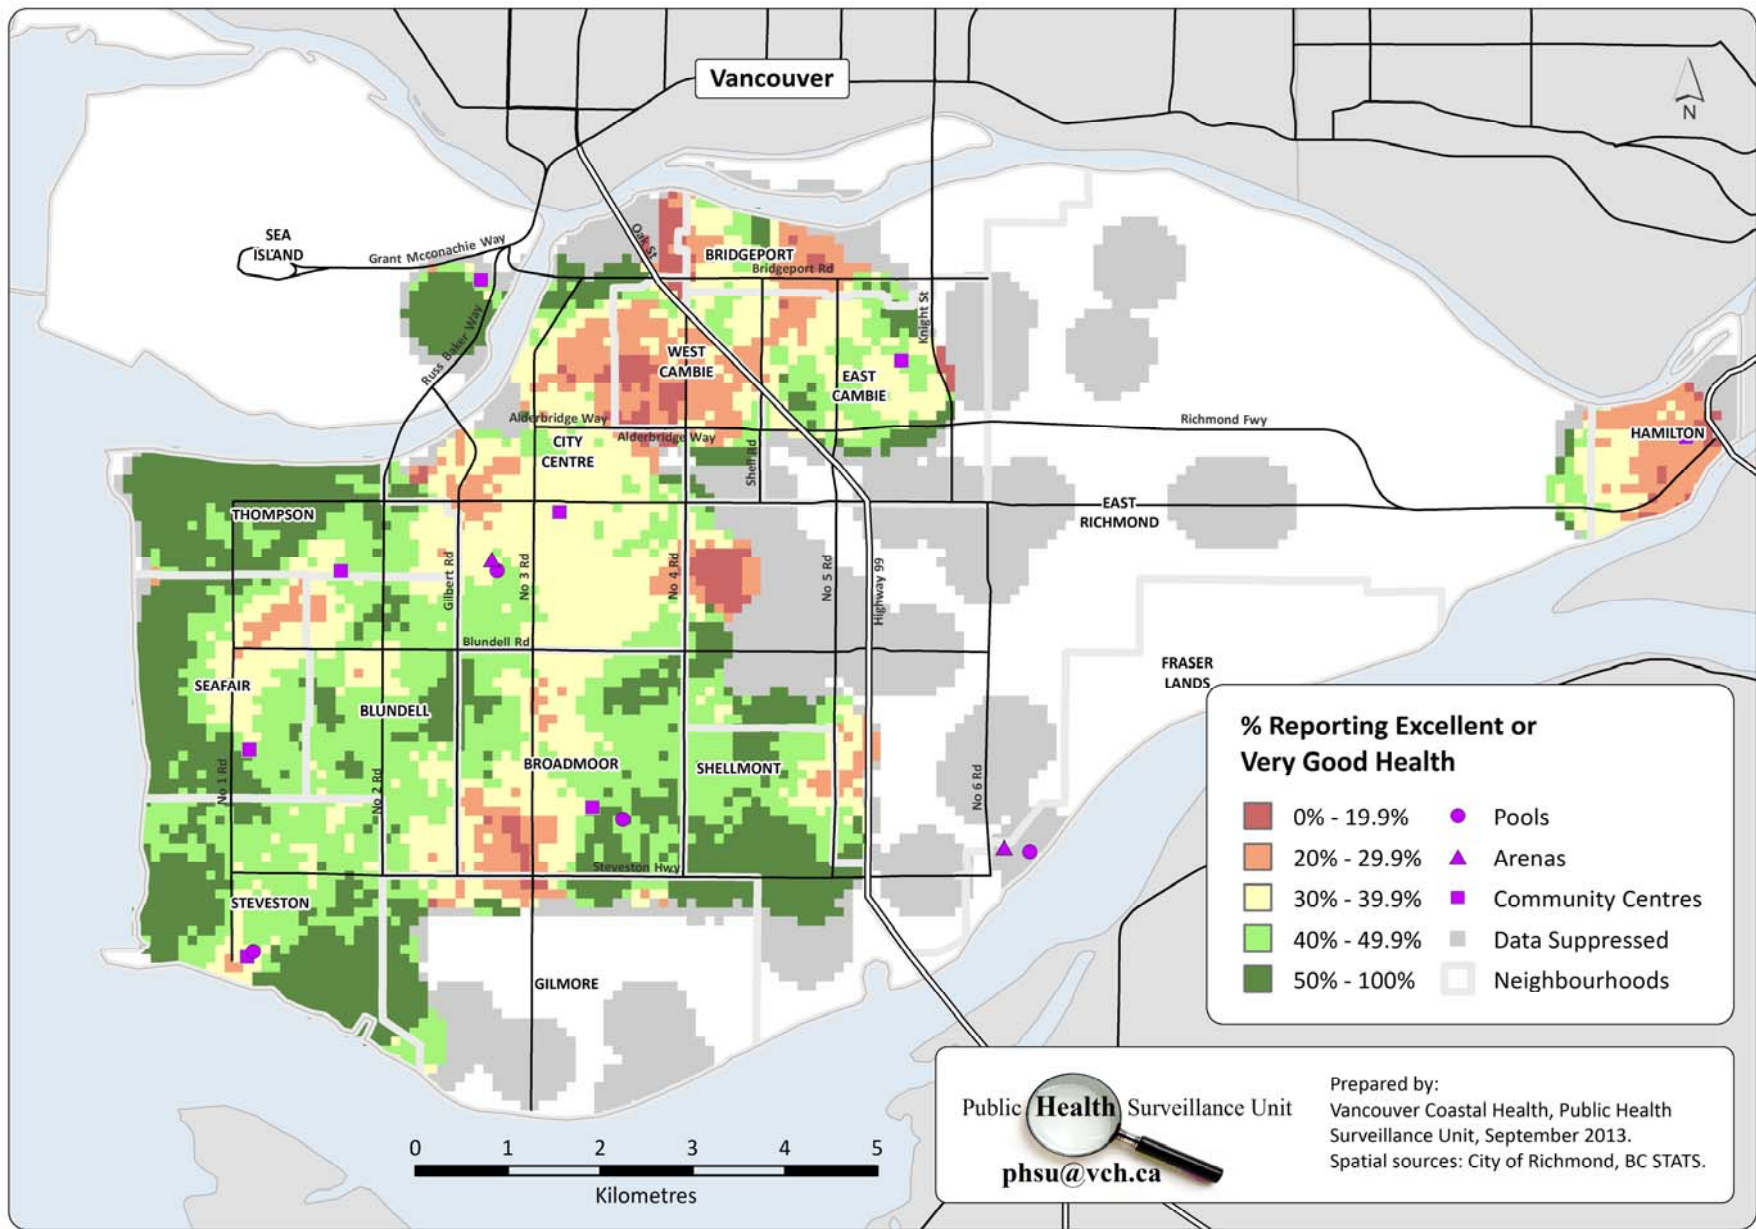 Vancouver
N
SEA
ISLAND
Grant Mcconachie Way
Oak St
BRIDGEPORT
Bridgeport Rd
Russ Baker Way
Knight St
WEST
CAMBIE
EAST
CAMBIE
Alderbridge Way
Alderbridge Way
Richmond Fwy
CITY
CENTRE
Shell Rd
HAMILTON
THOMPSON
EAST
RICHMOND
Gilbert Rd
No 3 Rd
No 4 Rd
No 5 Rd
Highway 99
Blundell Rd
SEAFAIR
BLUNDELL
FRASER
LANDS
BROADMOOR
SHELLMONT
No 1 Rd
No 2 Rd
No 6 Rd
Steveston Hwy
STEVESTON
GILMORE
% Reporting Excellent or
Very Good Health
0% - 19.9%
Pools
20% - 29.9%
Arenas
30% - 39.9%
Community Centres
40% - 49.9%
Data Suppressed
50% - 100%
Neighbourhoods
0 1 2 3 4 5
Kilometres
Public Health Surveillance Unit
phsu@vch.ca
Prepared by:
Vancouver Coastal Health, Public Health
Surveillance Unit, September 2013.
Spatial sources: City of Richmond, BC STATS.